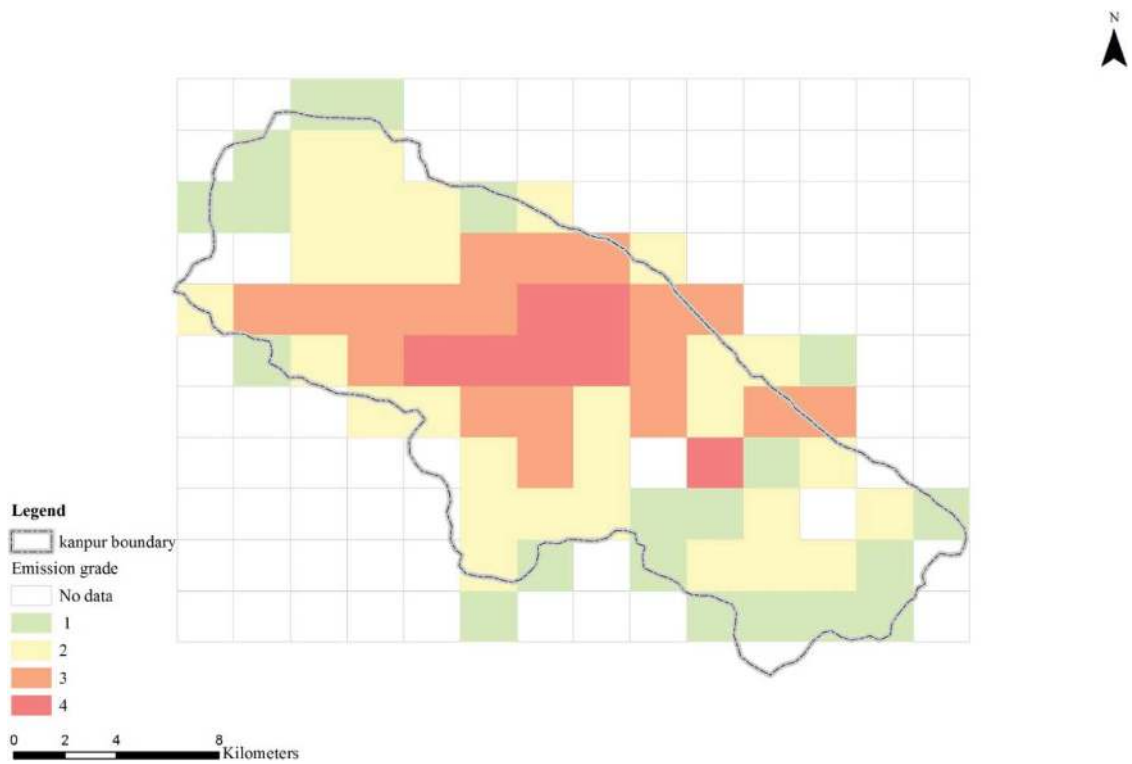 N
Legend
kanpur boundary
Emission grade
No data
1
2
3
4
0 2 4 8
Kilometers